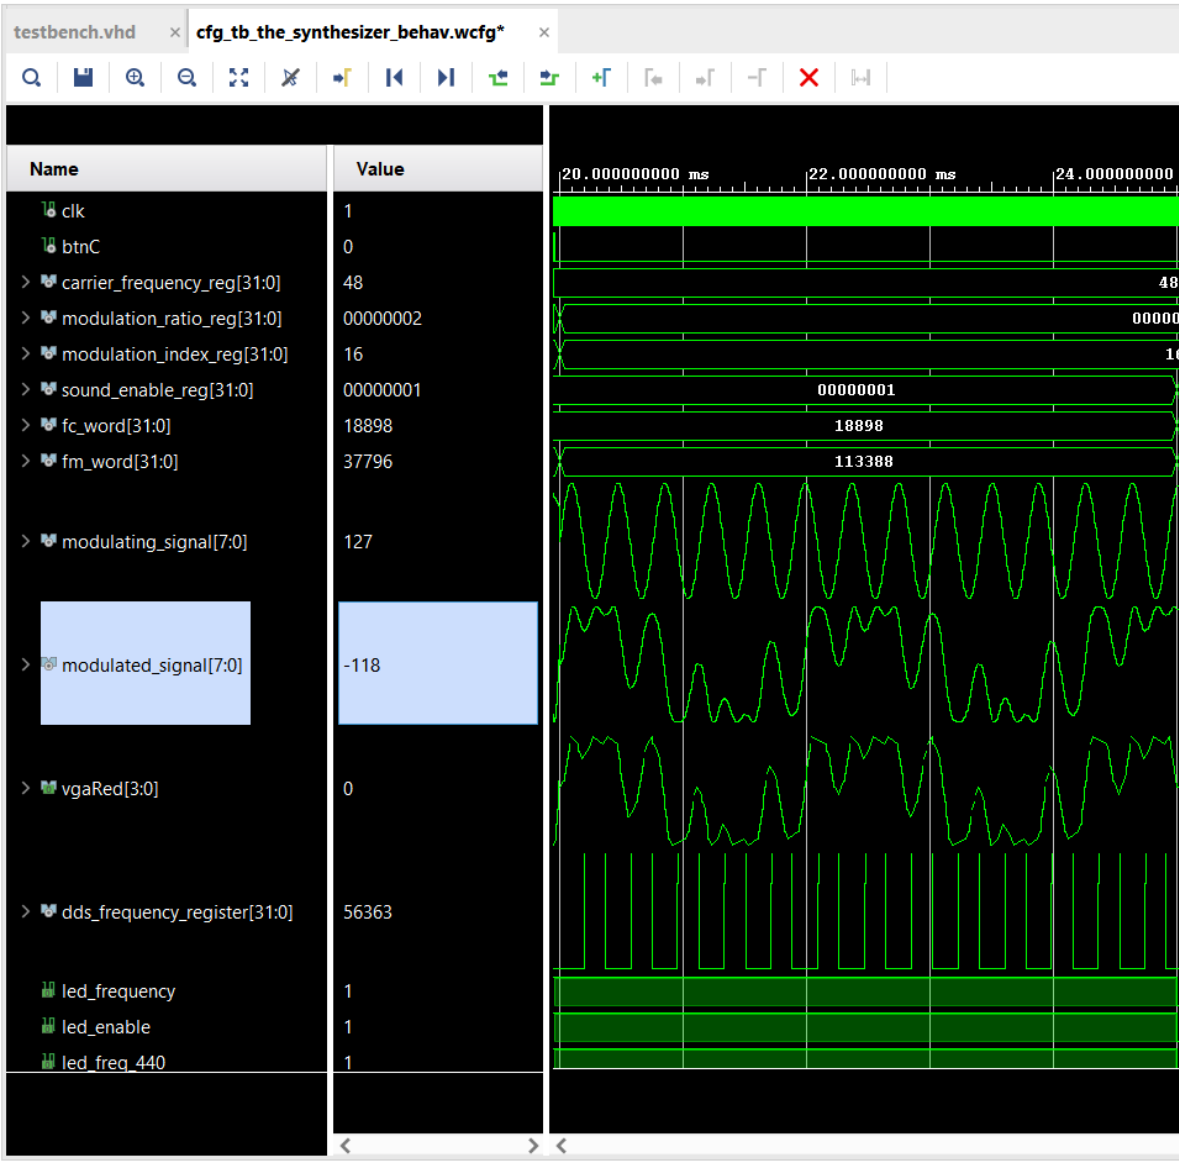 testbench.vhd × cfg_tb_the_synthesizer_behav.wcfg* ×
Name Value
20.000000000 ms 22.000000000 ms 24.000000000
clk 1
btnC 0
carrier_frequency_reg[31:0] 48 48
modulation_ratio_reg[31:0] 00000002 00000
modulation_index_reg[31:0] 16 16
sound_enable_reg[31:0] 00000001 00000001
fc_word[31:0] 18898 18898
fm_word[31:0] 37796 113388
modulating_signal[7:0] 127
modulated_signal[7:0] -118
vgaRed[3:0] 0
dds_frequency_register[31:0] 56363
led_frequency 1
led_enable 1
led_freq_440 1